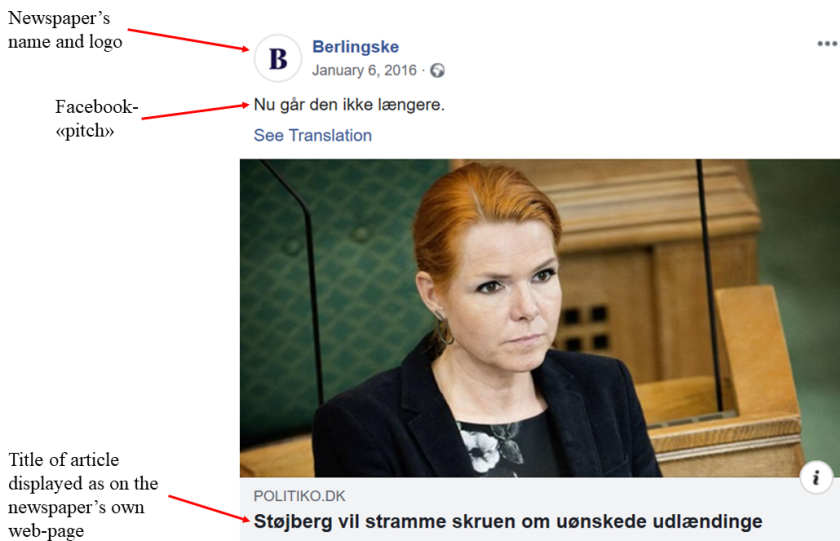 Newspaper's
name and logo
B
Berlingske
January 6, 2016 ·
Facebook-
«pitch»
Nu går den ikke længere.
See Translation
i
Title of article
displayed as on the
newspaper's own
web-page
POLITIKO.DK
Støjberg vil stramme skruen om uønskede udlændinge